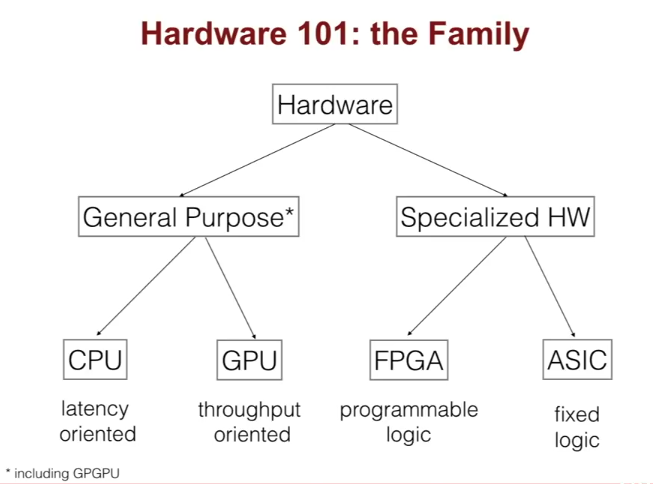 Hardware 101: the Family
Hardware
General Purpose*
Specialized HW
CPU
GPU
FPGA
ASIC
latency
oriented
throughput
oriented
programmable
logic
fixed
logic
* including GPGPU